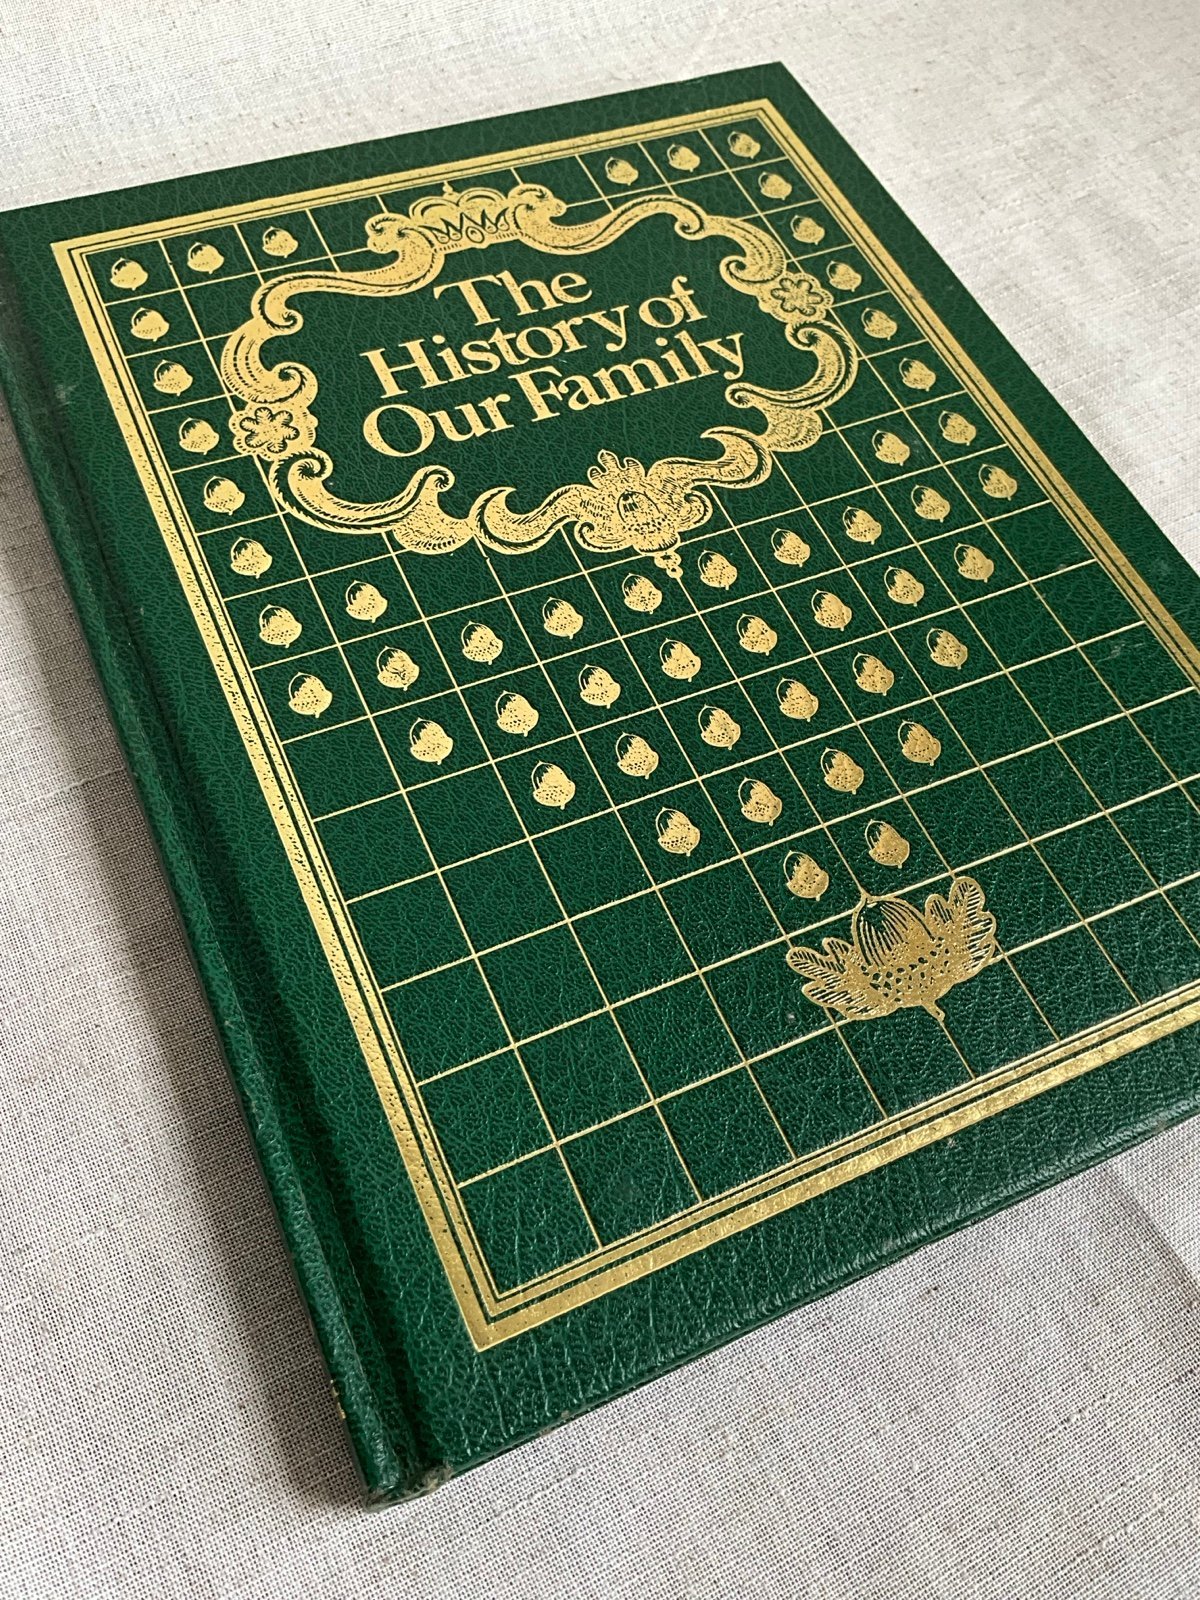 The
History of
Our Family